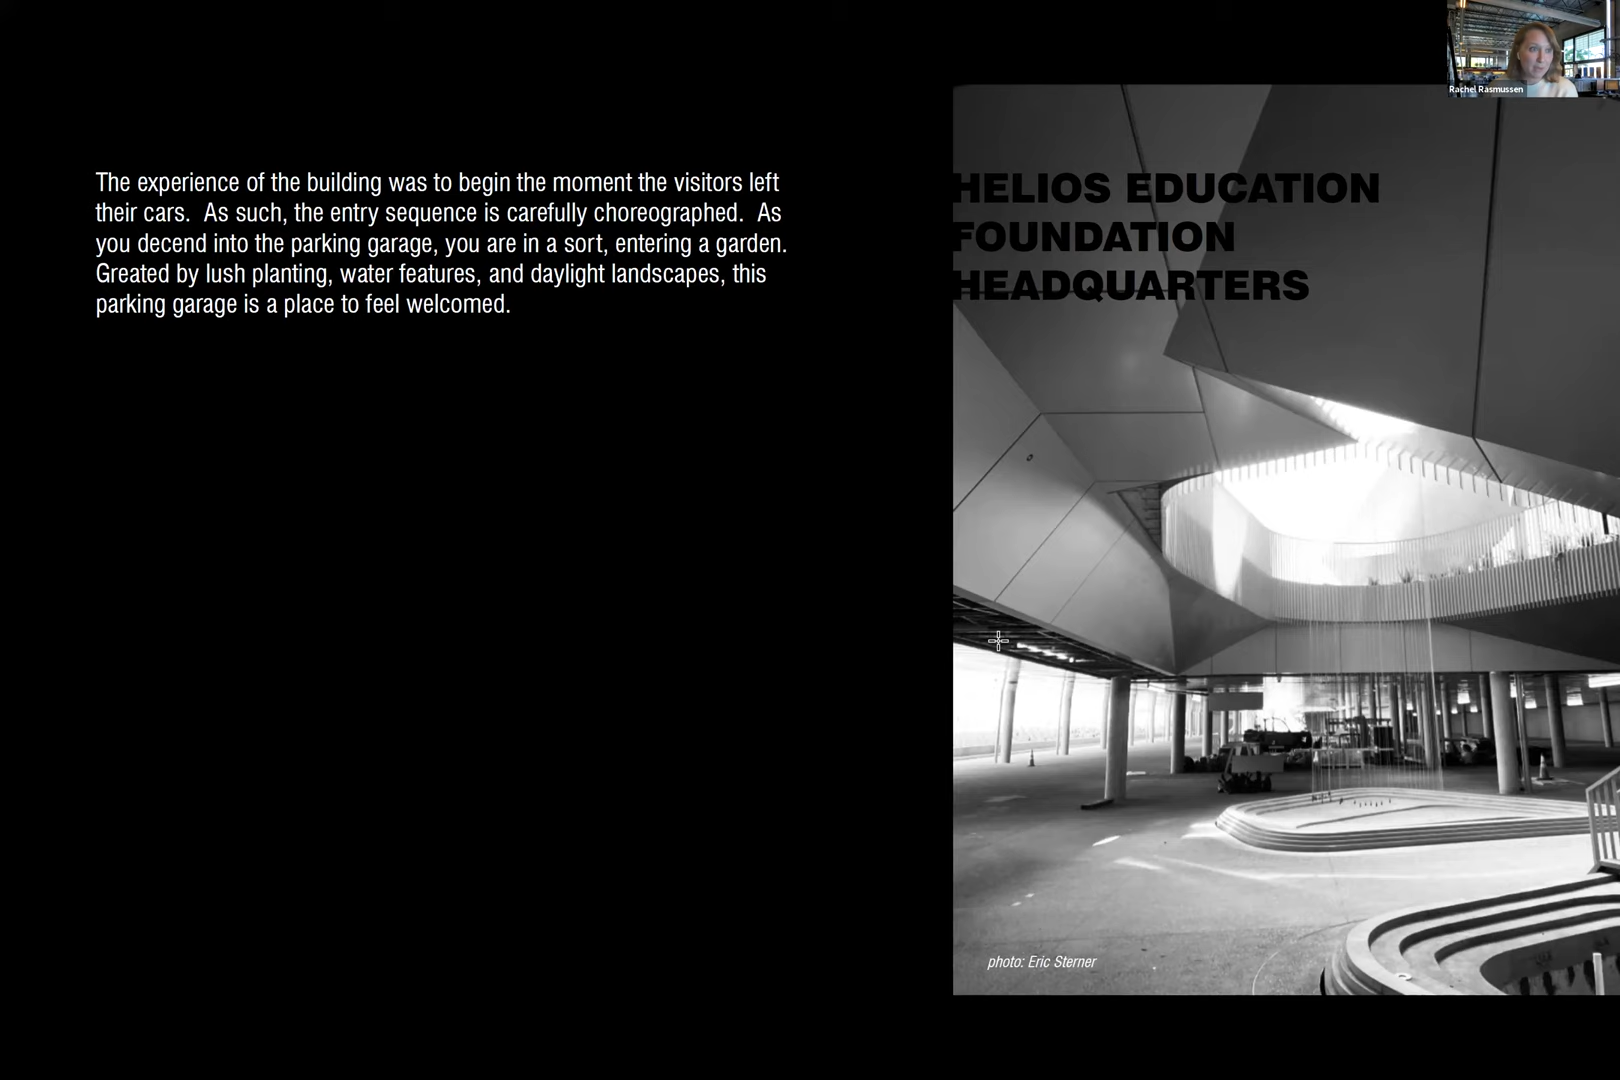 Rachel Rasmussen
The experience of the building was to begin the moment the visitors left
their cars.  As such, the entry sequence is carefully choreographed.  As
you decend into the parking garage, you are in a sort, entering a garden.
Greated by lush planting, water features, and daylight landscapes, this
parking garage is a place to feel welcomed.
HELIOS EDUCATION
FOUNDATION
HEADQUARTERS
photo: Eric Sterner